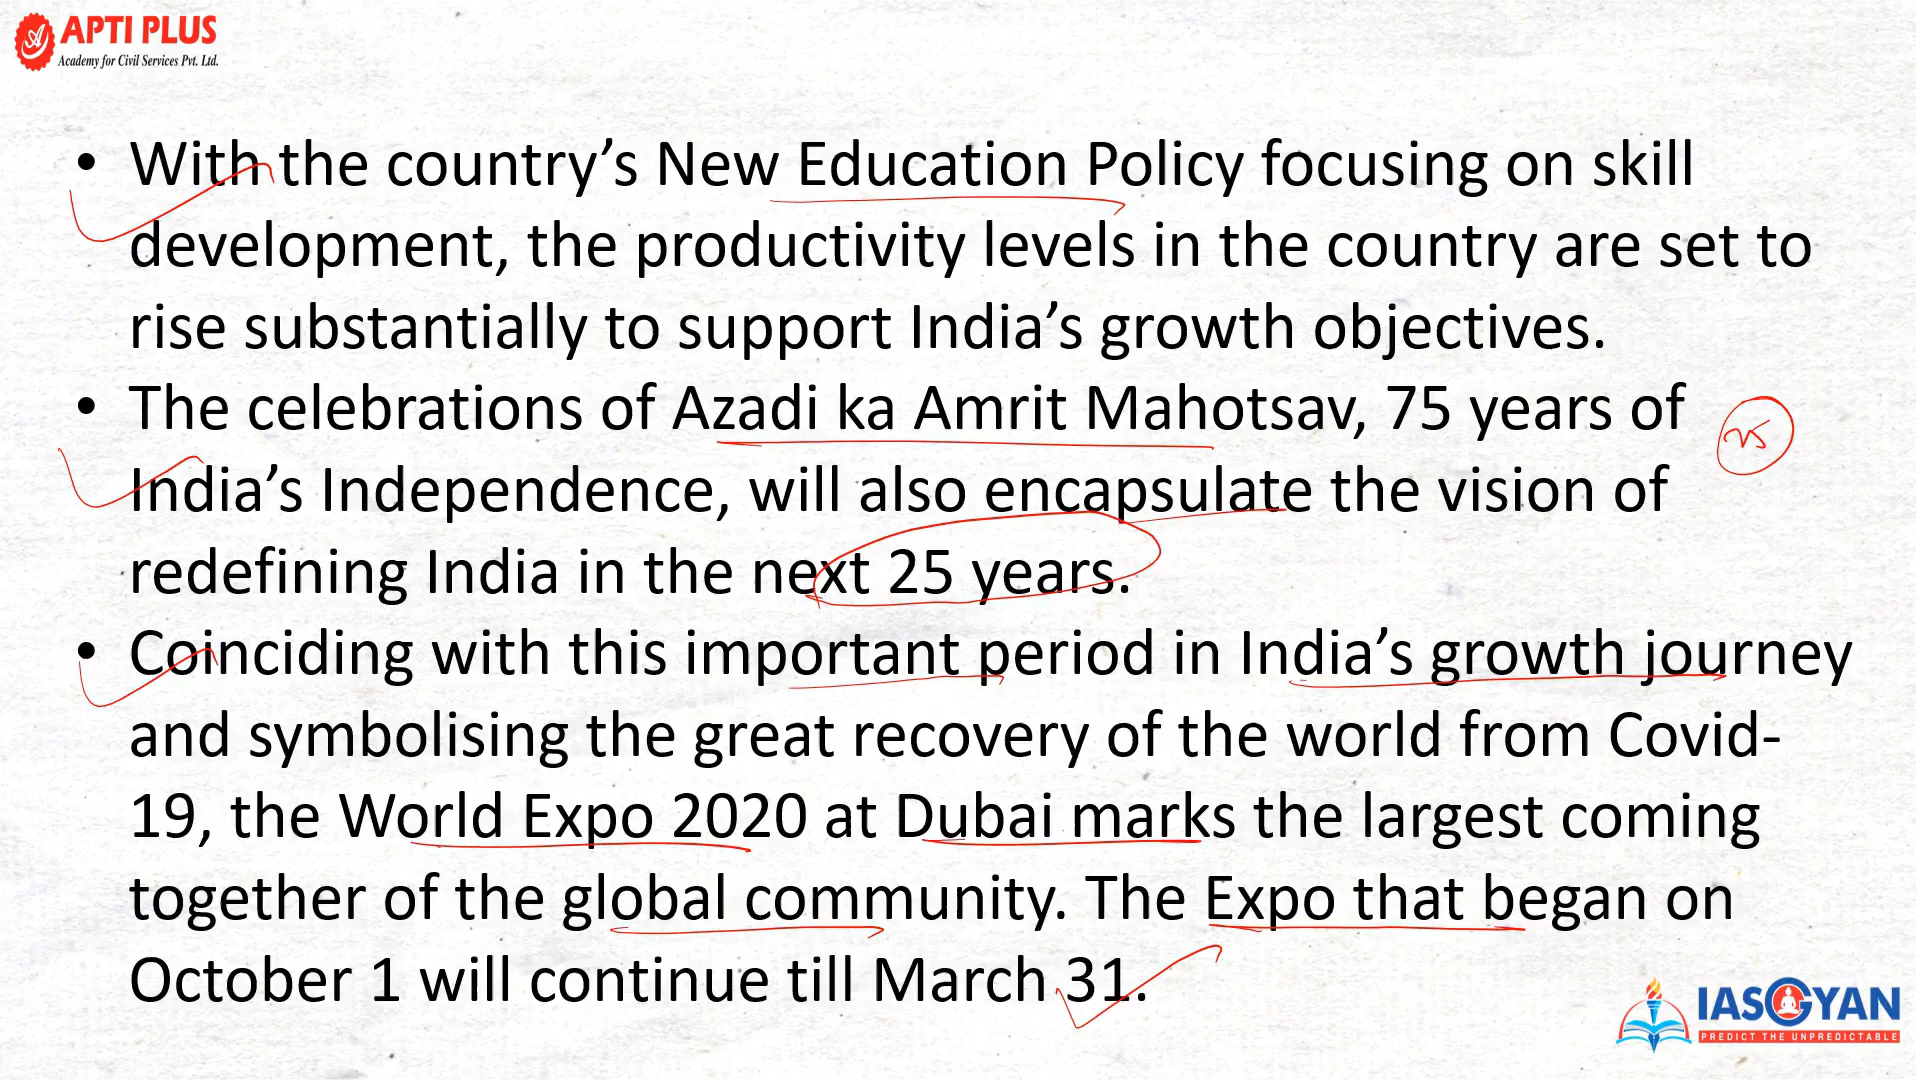 APTI PLUS
Academy for Civil Services Pvt. Ltd.
• With the country’s New Education Policy focusing on skill
development, the productivity levels in the country are set to
rise substantially to support India’s growth objectives.
• The celebrations of Azadi ka Amrit Mahotsav, 75 years of
India’s Independence, will also encapsulate the vision of
redefining India in the next 25 years.
• Coinciding with this important period in India’s growth journey
and symbolising the great recovery of the world from Covid-
19, the World Expo 2020 at Dubai marks the largest coming
together of the global community. The Expo that began on
October 1 will continue till March 31.
IASGYAN
PREDICT THE UNPREDICTABLE